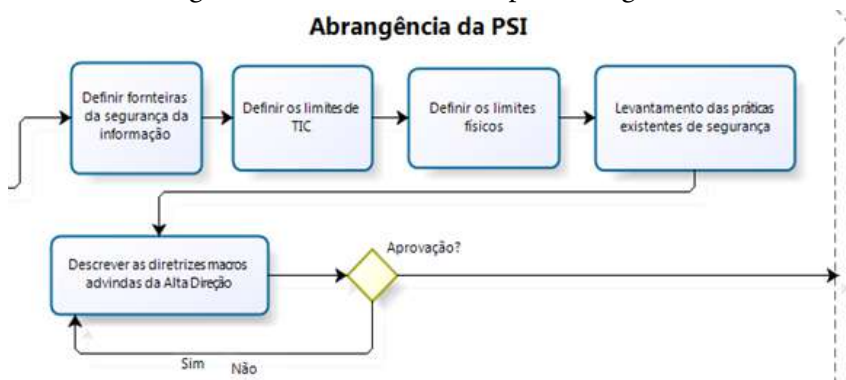 Abrangência da PSI
Definir fornteiras
da segurança da
informação
Definir os limites de
TIC
Definir os limites
físicos
Levantamento das práticas
existentes de segurança
Descrever as diretrizes macros
advindas da Alta Direção
Aprovação?
Sim
Não